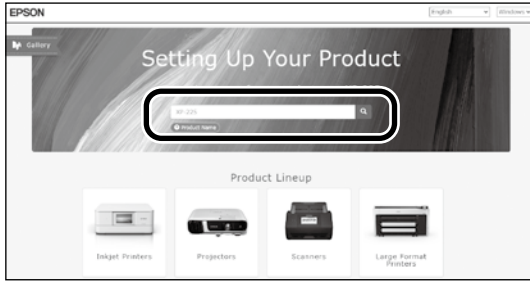 EPSON
English
Windows
Gallery
Setting Up Your Product
Product Name
Product Lineup
Inkjet Printers
Projectors
Scanners
Large Format
Printers